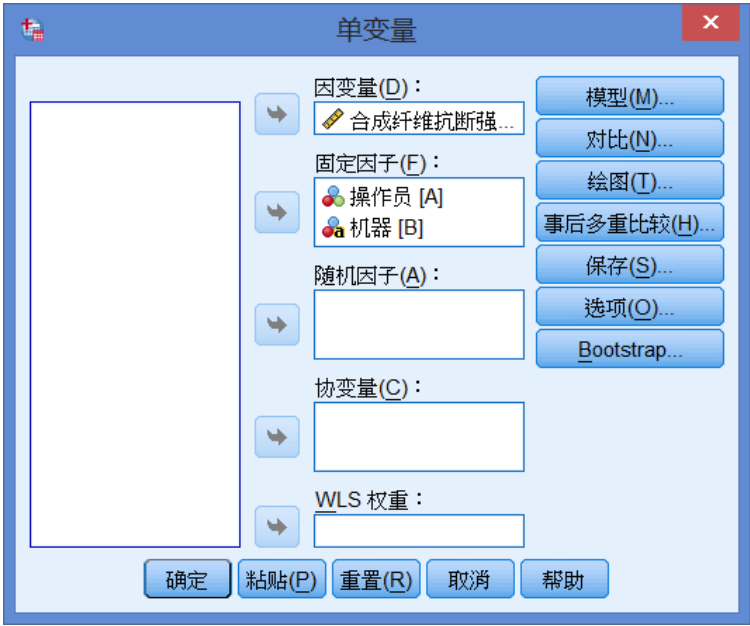 单变量
因变量(D)：
合成纤维抗断强...
固定因子(F)：
操作员 [A]
机器 [B]
随机因子(A)：
协变量(C)：
WLS 权重：
模型(M)...
对比(N)...
绘图(T)...
事后多重比较(H)...
保存(S)...
选项(O)...
Bootstrap...
确定
粘贴(P)
重置(R)
取消
帮助